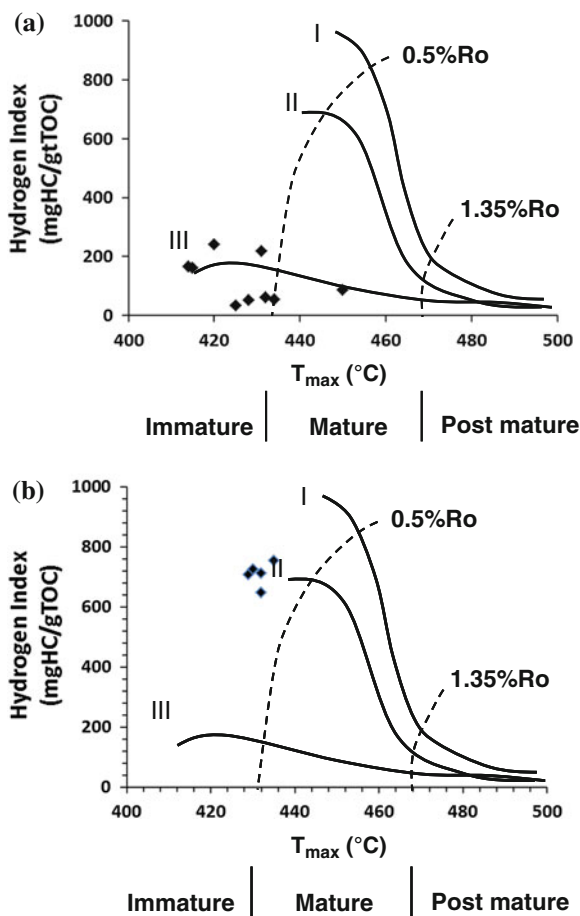 (a)
1000
800
600
400
200
0
Hydrogen Index
(mgHC/gtTOC)
I
II
III
0.5%Ro
1.35%Ro
400 420 440 460 480 500
Tmax (°C)
Immature Mature Post mature
(b)
1000
800
600
400
200
0
Hydrogen Index
(mgHC/gTOC)
I
II
III
0.5%Ro
1.35%Ro
400 420 440 460 480 500
Tmax (°C)
Immature Mature Post mature